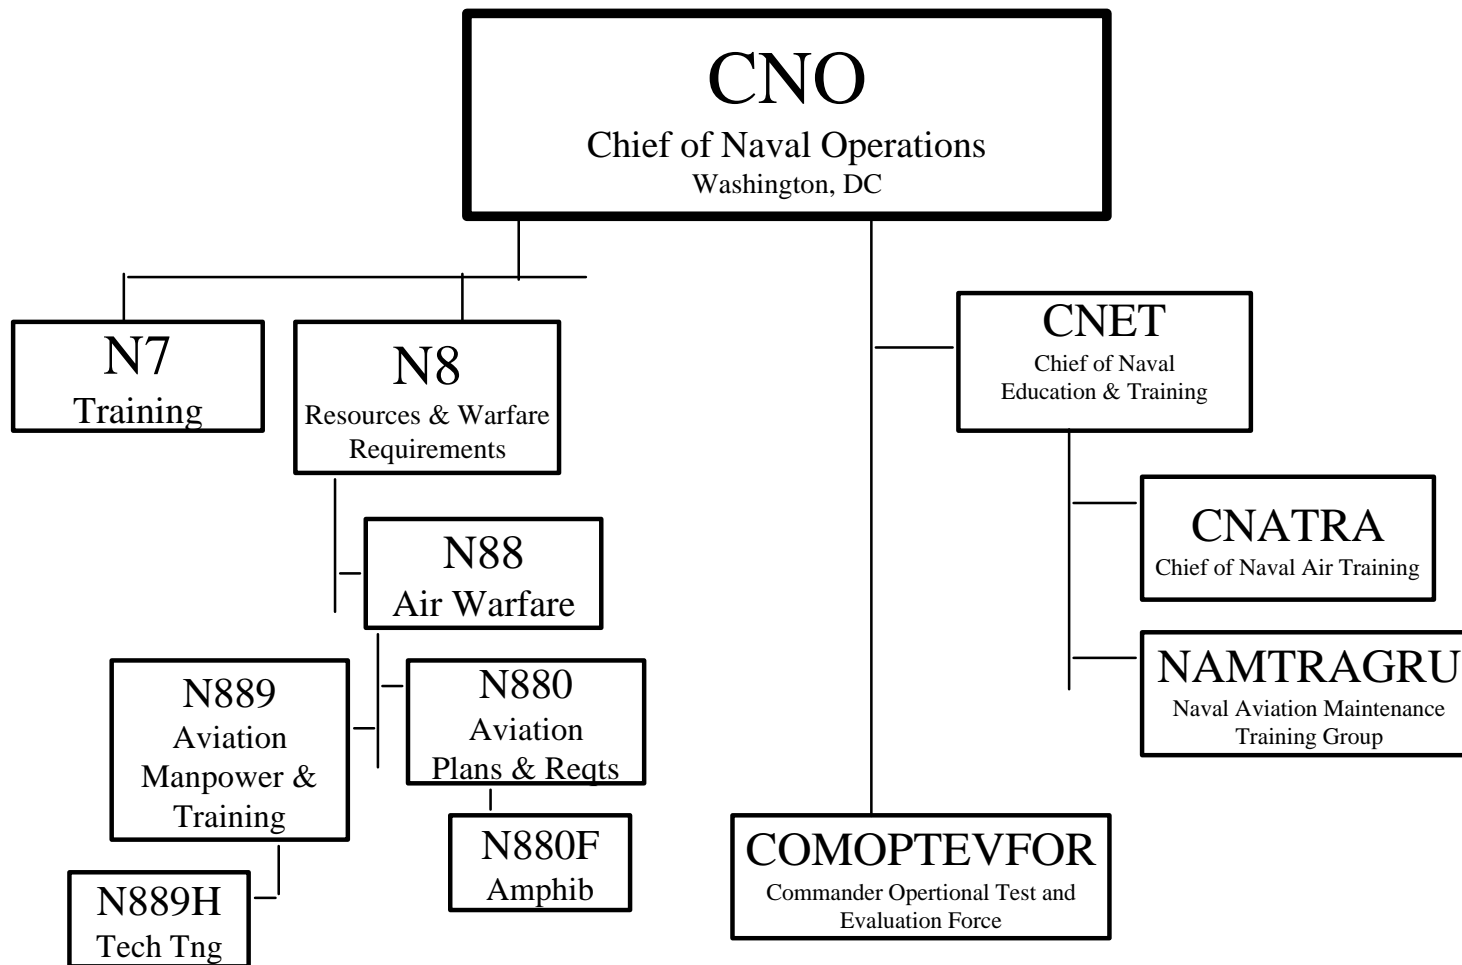 CNO
Chief of Naval Operations
Washington, DC
N7
Training
N8
Resources & Warfare
Requirements
CNET
Chief of Naval
Education & Training
N88
Air Warfare
CNATRA
Chief of Naval Air Training
N889
Aviation
Manpower &
Training
N880
Aviation
Plans & Reqts
NAMTRAGRU
Naval Aviation Maintenance
Training Group
N889H
Tech Tng
N880F
Amphib
COMOPTEVFOR
Commander Opertional Test and
Evaluation Force